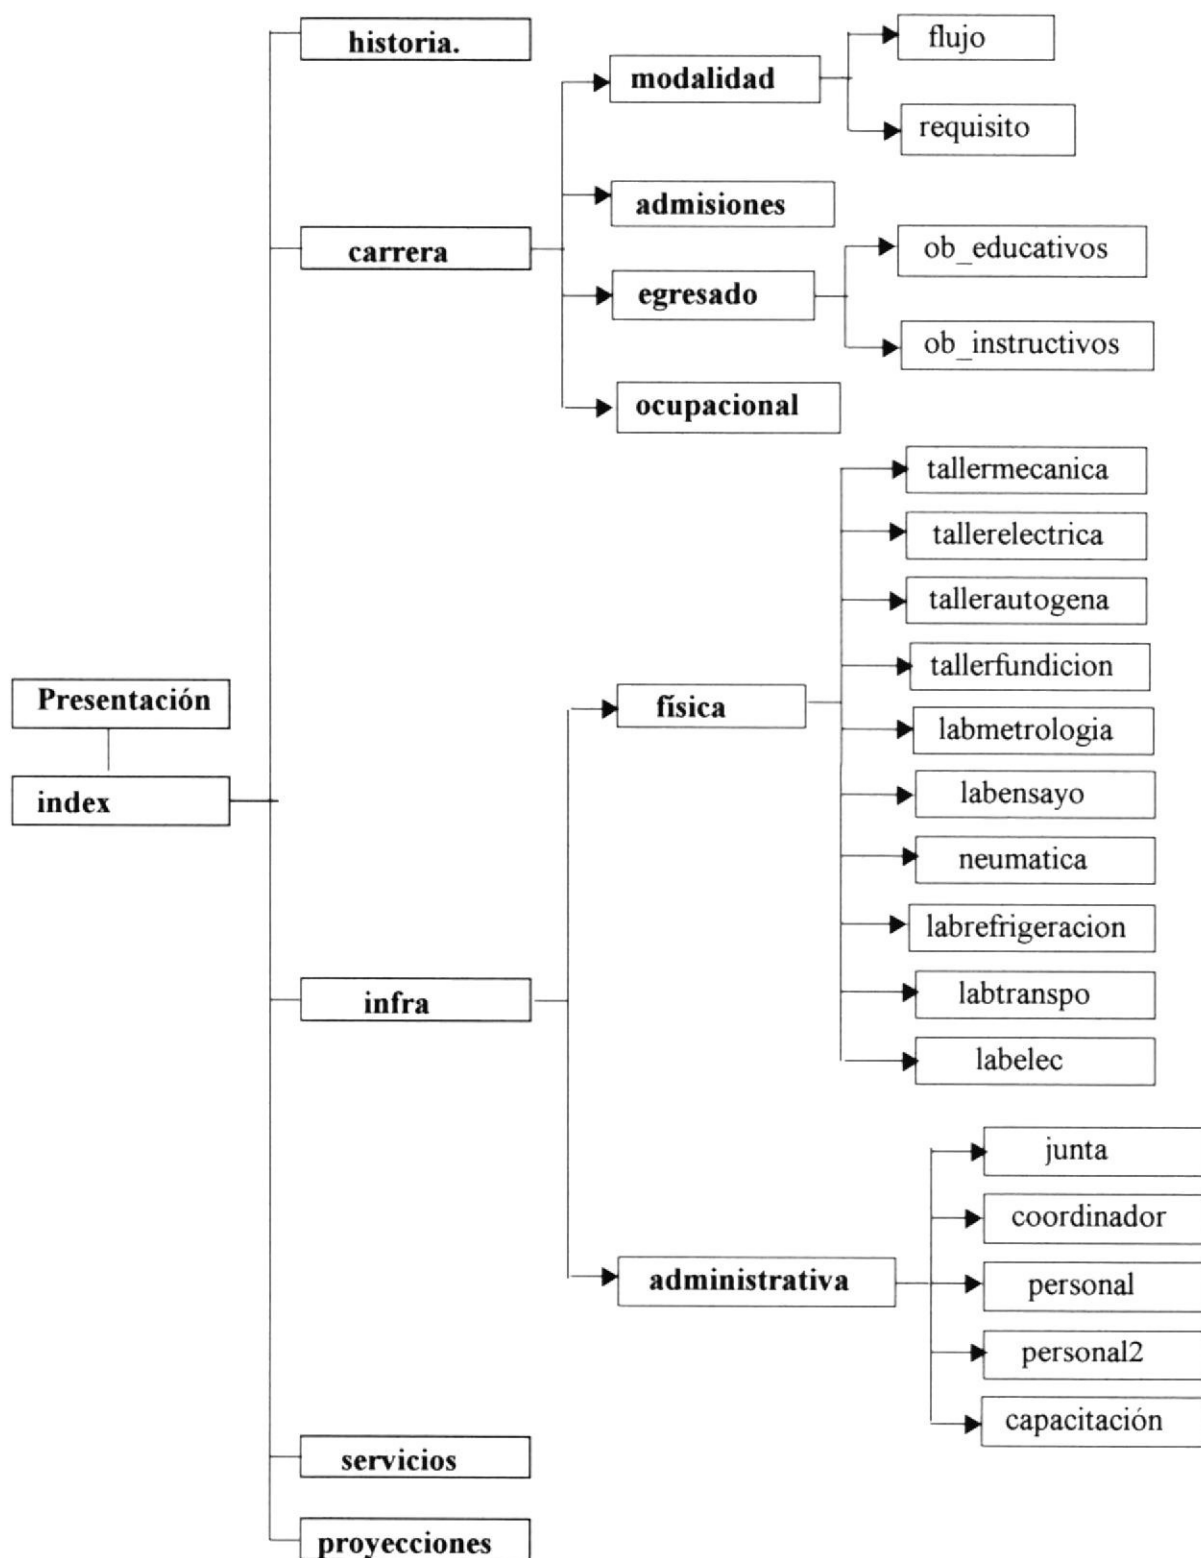 historia.
flujo
modalidad
requisito
admisiones
carrera
ob_educativos
egresado
ob_instructivos
ocupacional
tallermecanica
tallerelectrica
tallerautogena
tallerfundicion
Presentación
física
labmetrologia
index
labensayo
neumatica
labrefrigeracion
infra
labtranspo
labelec
junta
coordinador
administrativa
personal
personal2
capacitación
servicios
proyecciones